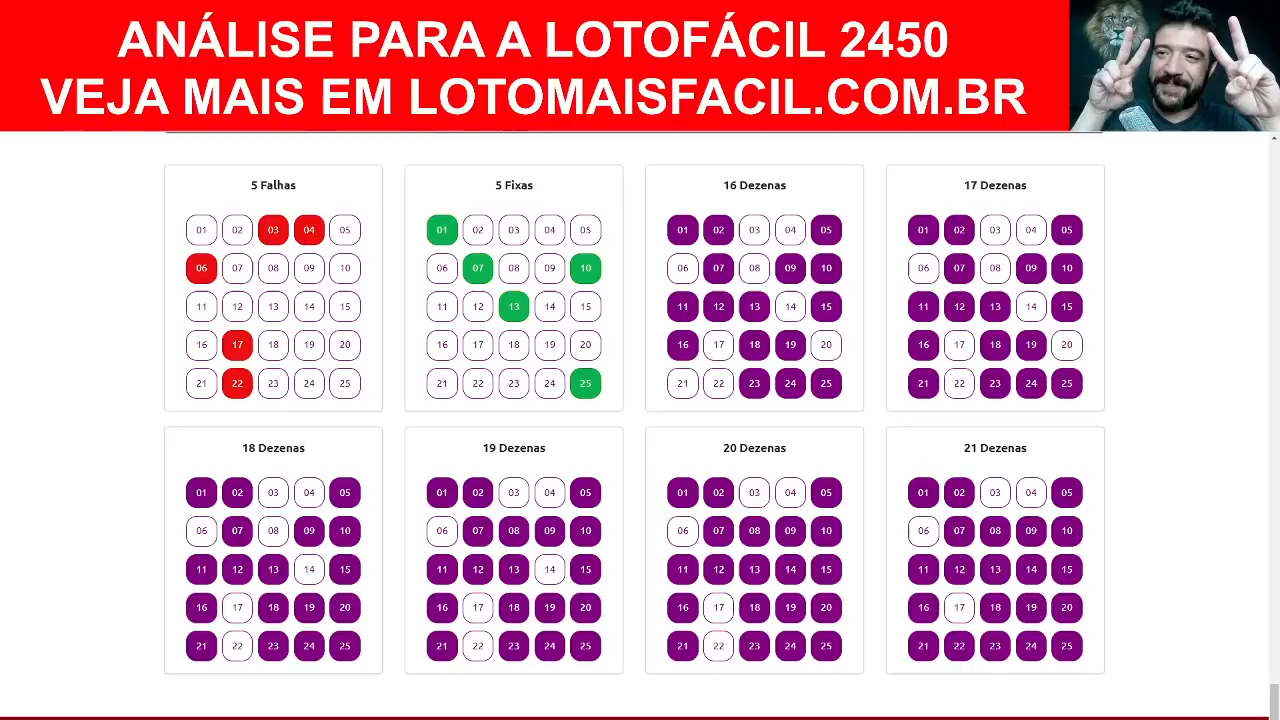 ANÁLISE PARA A LOTOFÁCIL 2450
VEJA MAIS EM LOTOMAISFACIL.COM.BR
5 Falhas
01 02 03 04 05
06 07 08 09 10
11 12 13 14 15
16 17 18 19 20
21 22 23 24 25
5 Fixas
01 02 03 04 05
06 07 08 09 10
11 12 13 14 15
16 17 18 19 20
21 22 23 24 25
16 Dezenas
01 02 03 04 05
06 07 08 09 10
11 12 13 14 15
16 17 18 19 20
21 22 23 24 25
17 Dezenas
01 02 03 04 05
06 07 08 09 10
11 12 13 14 15
16 17 18 19 20
21 22 23 24 25
18 Dezenas
01 02 03 04 05
06 07 08 09 10
11 12 13 14 15
16 17 18 19 20
21 22 23 24 25
19 Dezenas
01 02 03 04 05
06 07 08 09 10
11 12 13 14 15
16 17 18 19 20
21 22 23 24 25
20 Dezenas
01 02 03 04 05
06 07 08 09 10
11 12 13 14 15
16 17 18 19 20
21 22 23 24 25
21 Dezenas
01 02 03 04 05
06 07 08 09 10
11 12 13 14 15
16 17 18 19 20
21 22 23 24 25